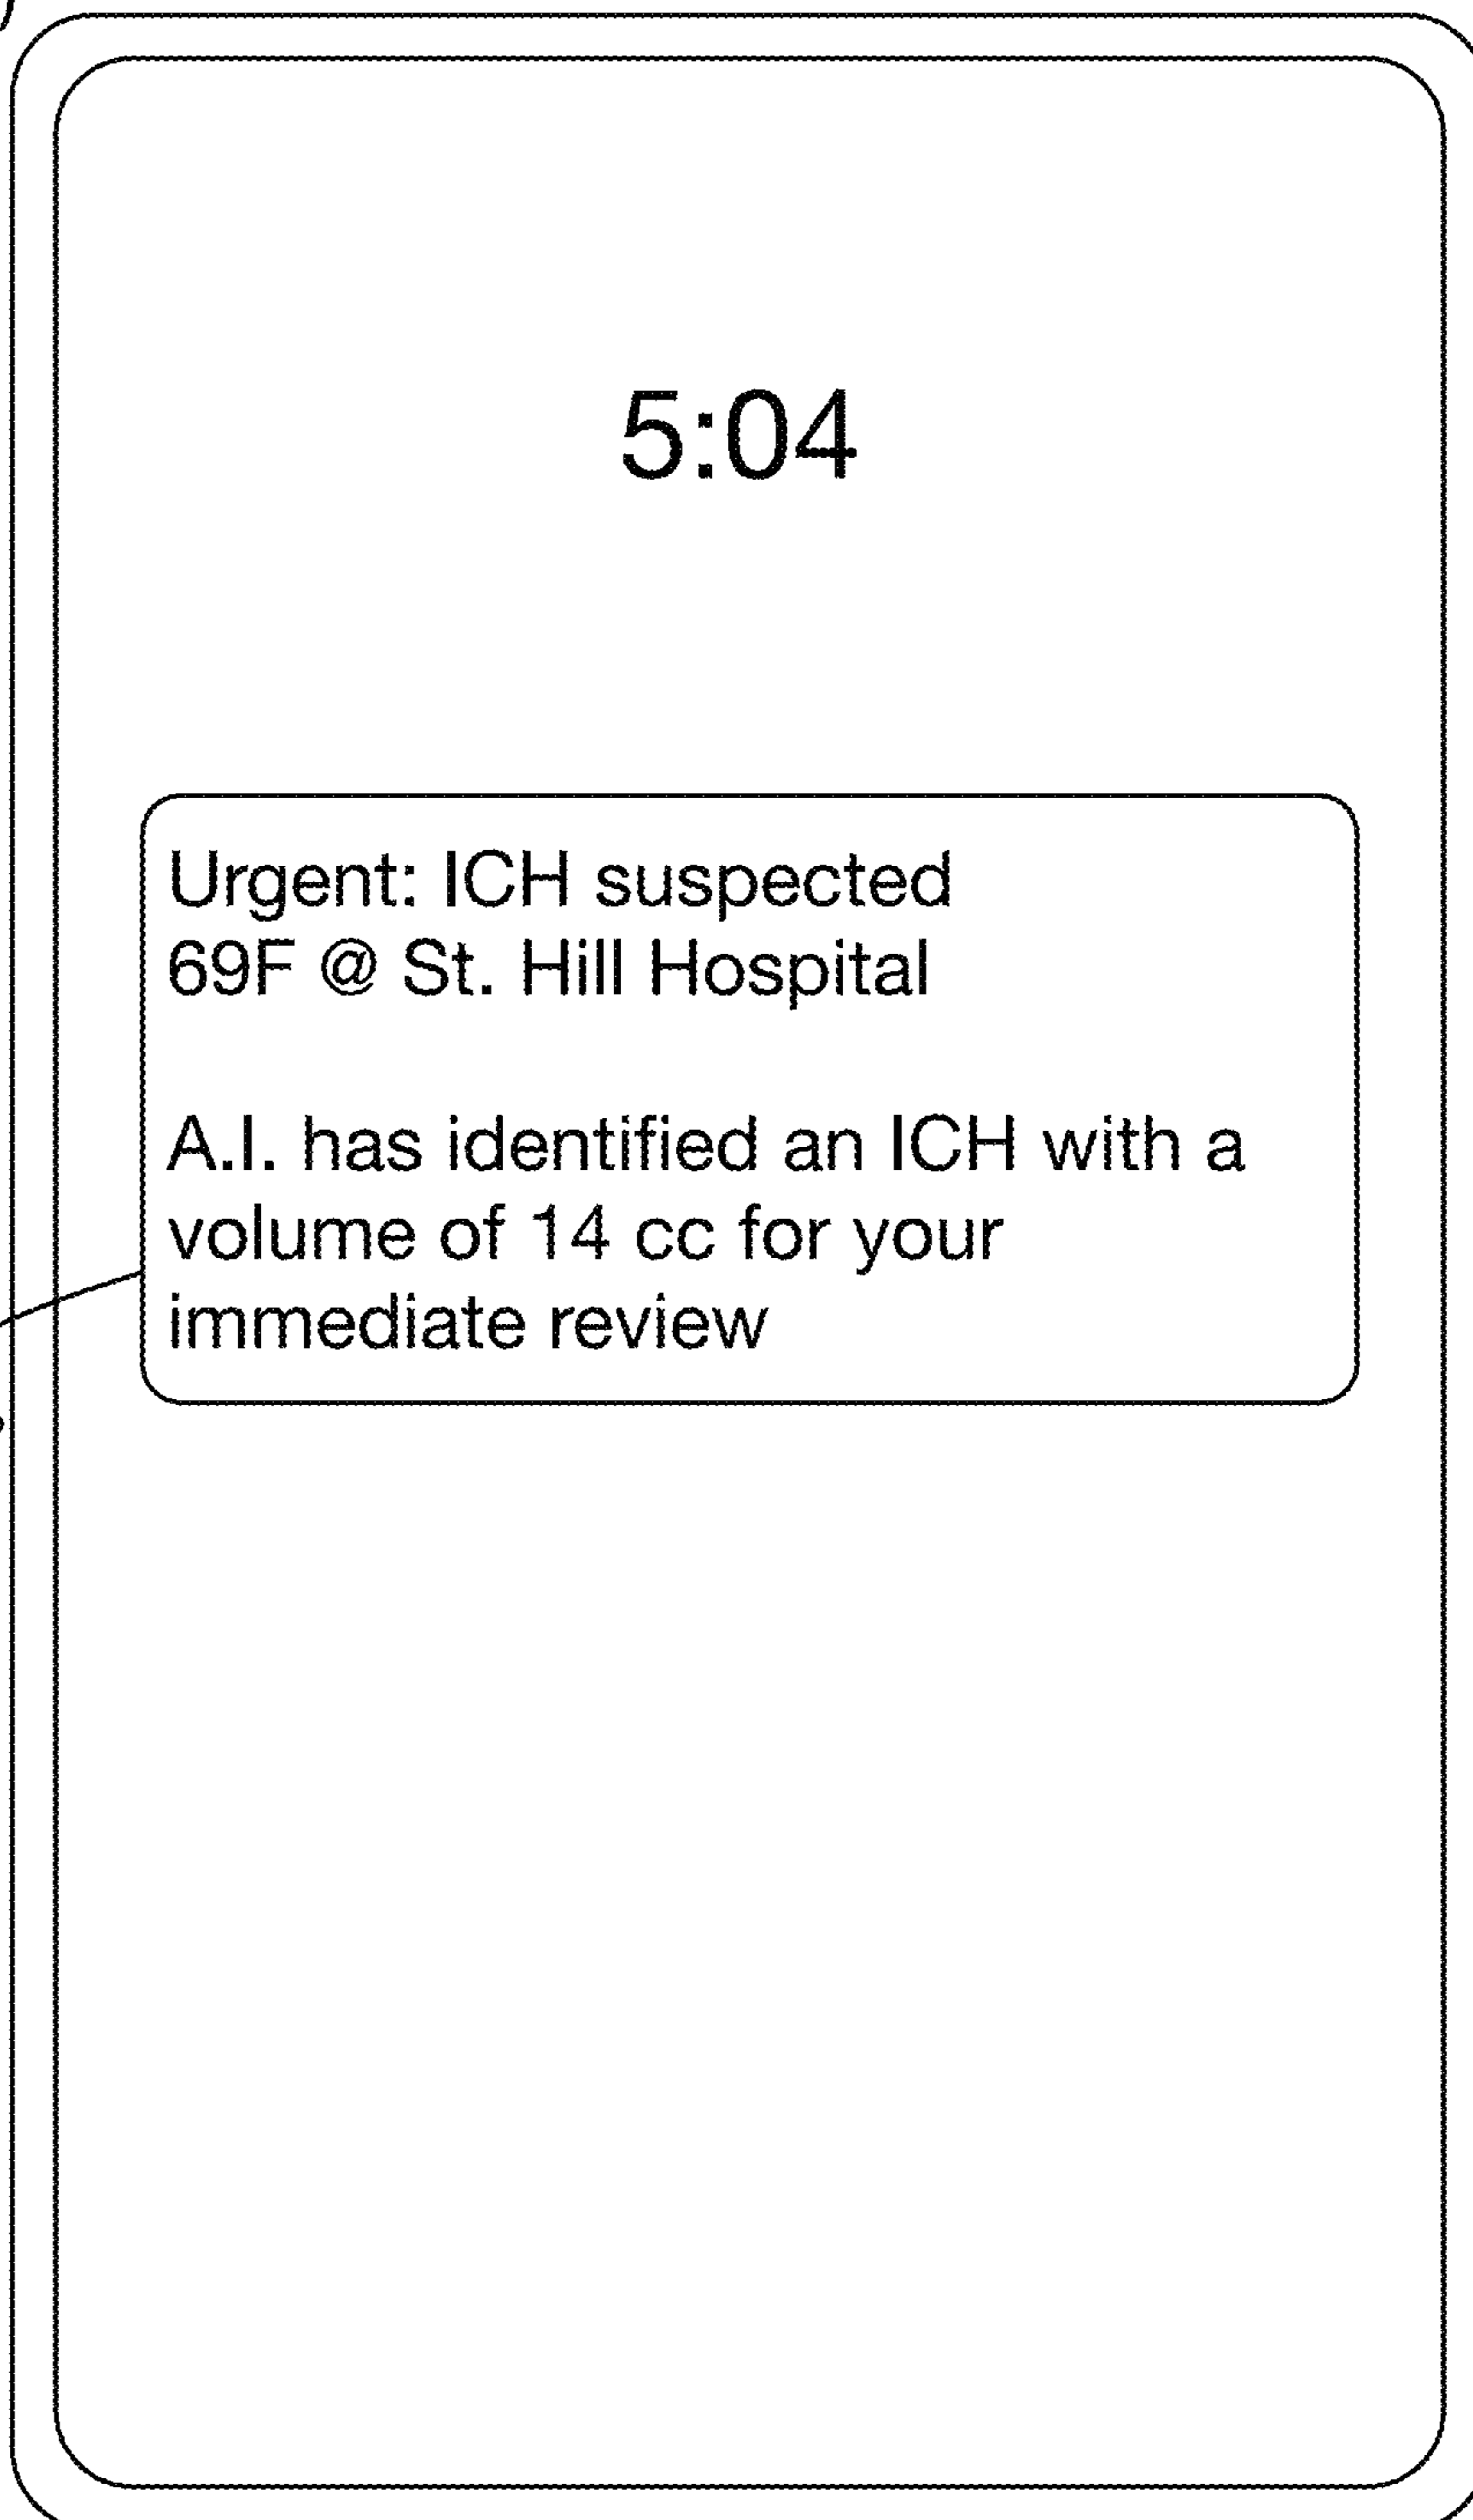 5:04
Urgent: ICH suspected
69F @ St. Hill Hospital
A.I. has identified an ICH with a
volume of 14 cc for your
immediate review